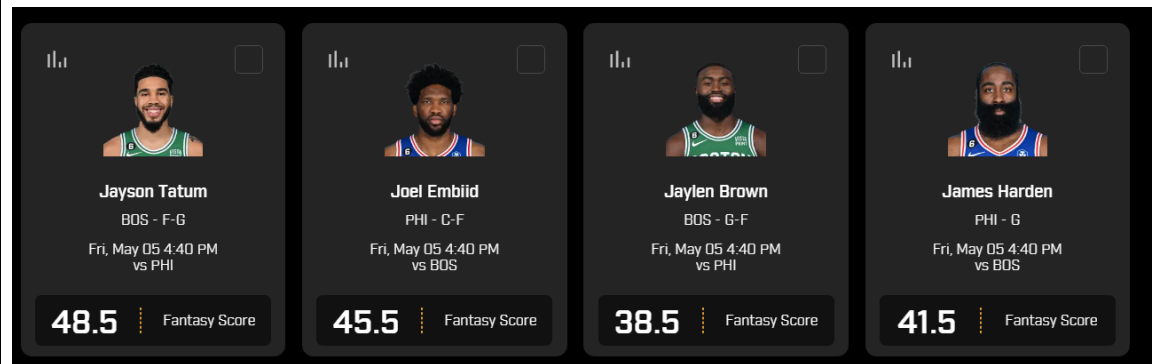 Jayson Tatum
BOS - F-G
Fri, May 05 4:40 PM
vs PHI
48.5 Fantasy Score
Joel Embiid
PHI - C-F
Fri, May 05 4:40 PM
vs BOS
45.5 Fantasy Score
Jaylen Brown
BOS - G-F
Fri, May 05 4:40 PM
vs PHI
38.5 Fantasy Score
James Harden
PHI - G
Fri, May 05 4:40 PM
vs BOS
41.5 Fantasy Score